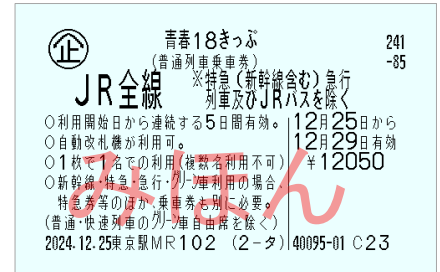 企 青春18きっぷ 241
(普通列車乗車券) -85
JR全線 ※特急(新幹線含む)急行
列車及びJRバスを除く
○利用開始日から連続する5日間有効。 12月25日から
○自動改札機が利用可。 12月29日有効
○1枚で1名での利用(複数名利用不可) ￥12050
○新幹線・特急・急行・グリーン車利用の場合、
特急券等のほか、乗車券も別に必要。
(普通・快速列車のグリーン車自由席を除く)
2024.12.25東京駅MR102 (2-タ) 40095-01 C23
みほん